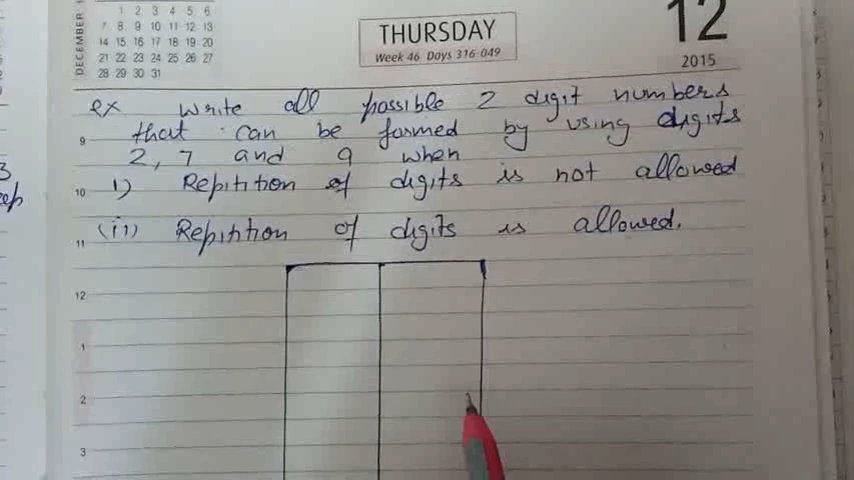 DECEMBER
1 2 3 4 5 6
7 8 9 10 11 12 13
14 15 16 17 18 19 20
21 22 23 24 25 26 27
28 29 30 31
THURSDAY
Week 46 Days 316-049
12
2015
ex Write all possible 2 digit numbers
9 that can be formed by using digits
2, 7 and 9 when
10 i) Repitition of digits is not allowed
11 (ii) Repitition of digits is allowed.
12
1
2
3
3
ep